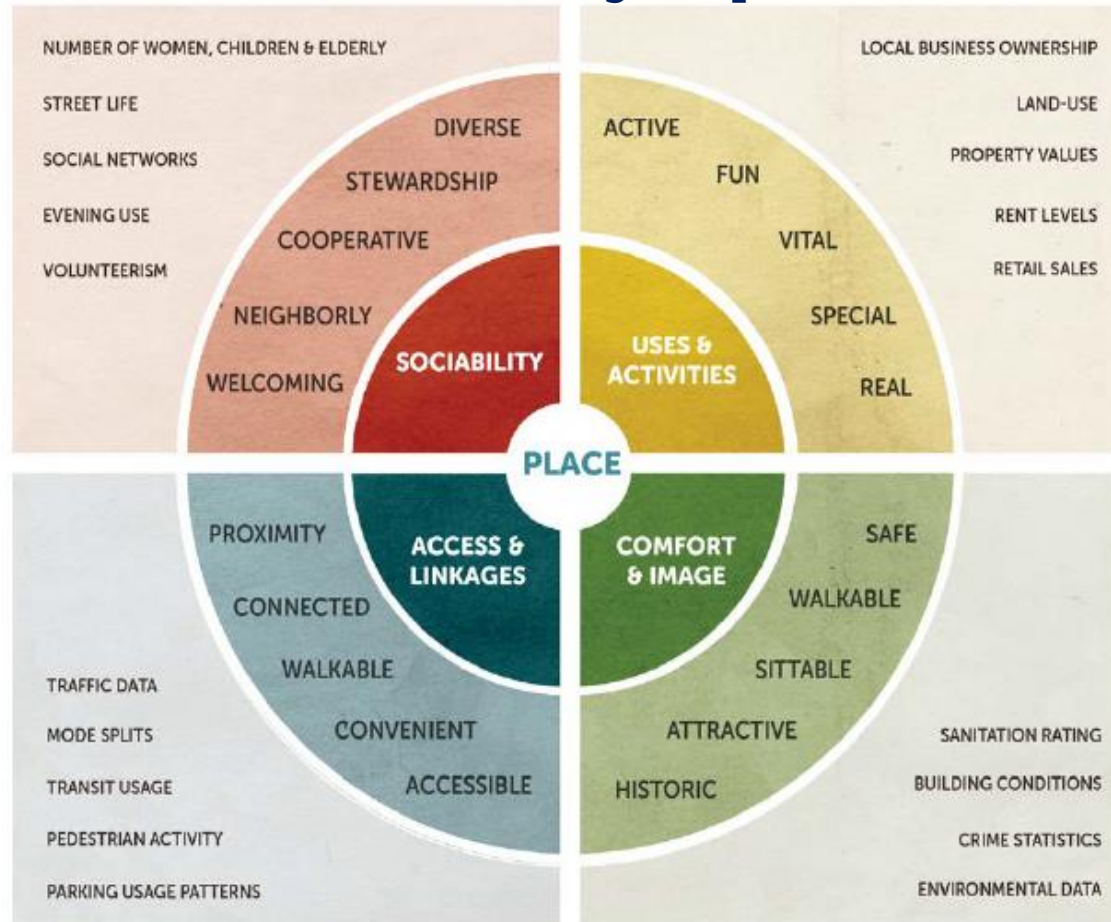 NUMBER OF WOMEN, CHILDREN & ELDERLY
STREET LIFE
SOCIAL NETWORKS
EVENING USE
VOLUNTEERISM
DIVERSE
STEWARDSHIP
COOPERATIVE
NEIGHBORLY
WELCOMING
SOCIABILITY
LOCAL BUSINESS OWNERSHIP
LAND-USE
PROPERTY VALUES
RENT LEVELS
RETAIL SALES
ACTIVE
FUN
VITAL
SPECIAL
REAL
USES &
ACTIVITIES
PLACE
PROXIMITY
CONNECTED
WALKABLE
CONVENIENT
ACCESSIBLE
ACCESS &
LINKAGES
TRAFFIC DATA
MODE SPLITS
TRANSIT USAGE
PEDESTRIAN ACTIVITY
PARKING USAGE PATTERNS
COMFORT
& IMAGE
SAFE
WALKABLE
SITTABLE
ATTRACTIVE
HISTORIC
SANITATION RATING
BUILDING CONDITIONS
CRIME STATISTICS
ENVIRONMENTAL DATA